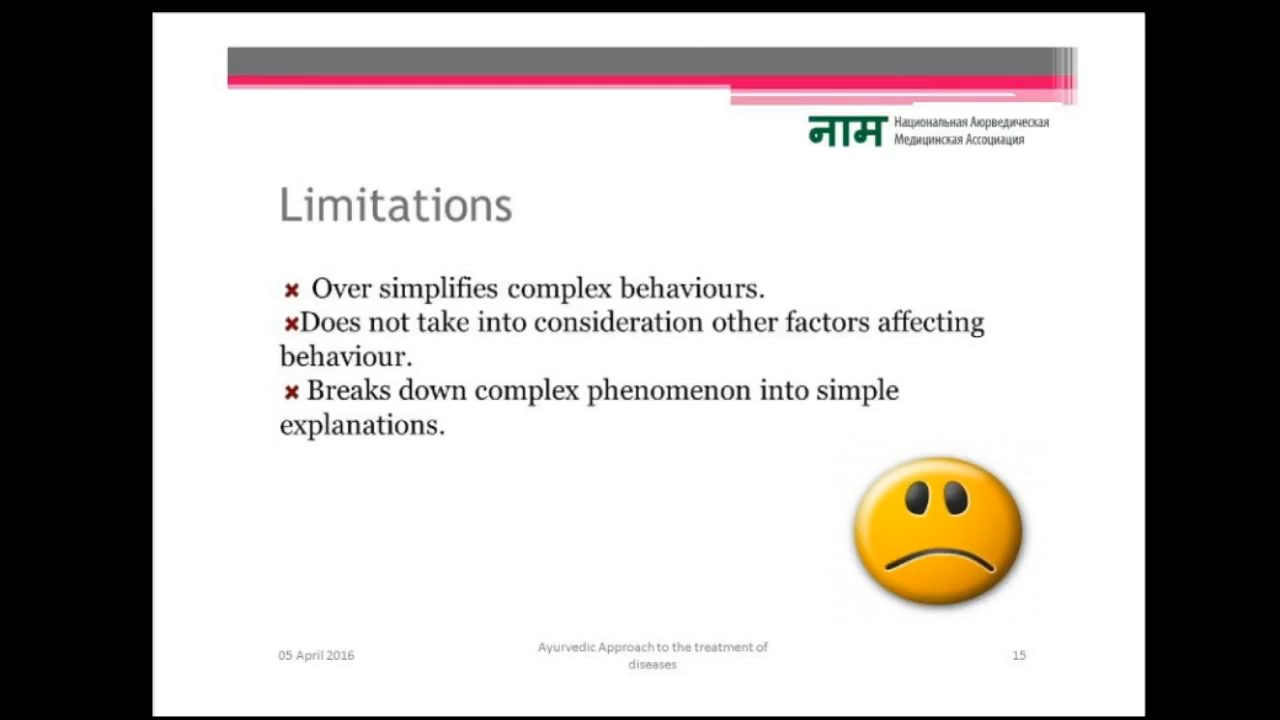 नाम Национальная Аюрведическая
Медицинская Ассоциация
Limitations
Over simplifies complex behaviours.
Does not take into consideration other factors affecting
behaviour.
Breaks down complex phenomenon into simple
explanations.
05 April 2016
Ayurvedic Approach to the treatment of
diseases
15